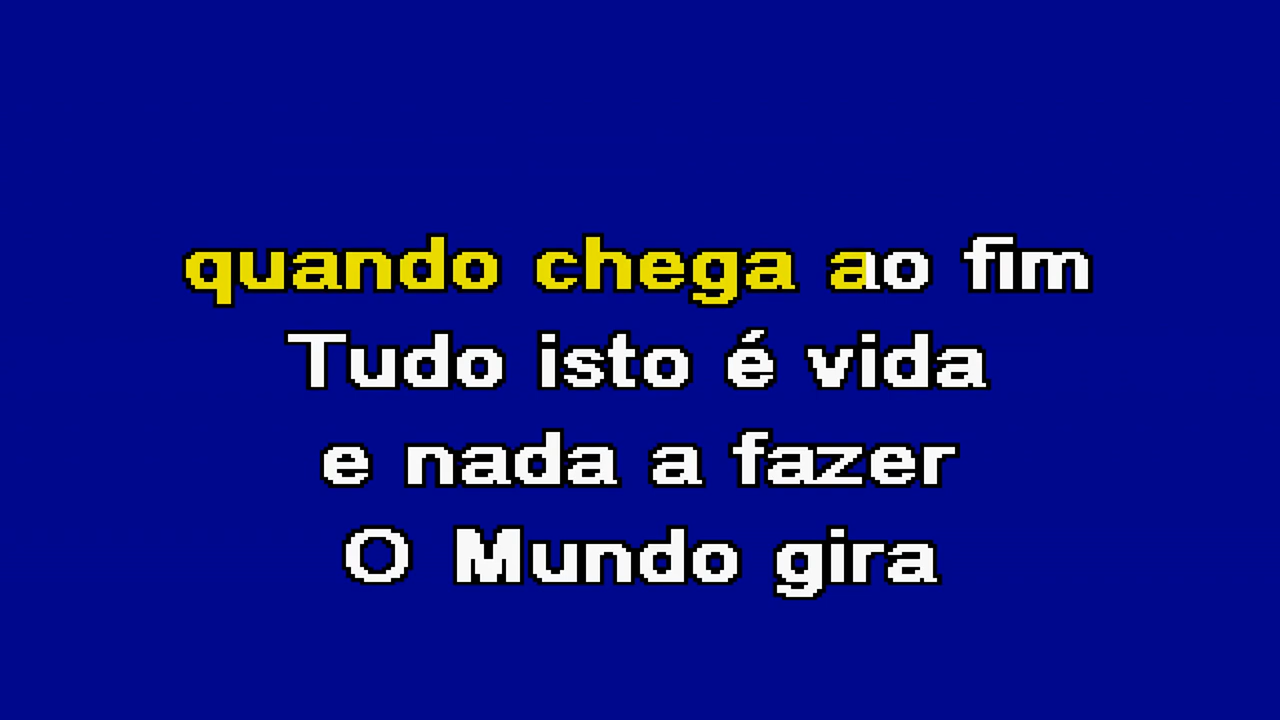 quando chega ao fim
Tudo isto é vida
e nada a fazer
O Mundo gira